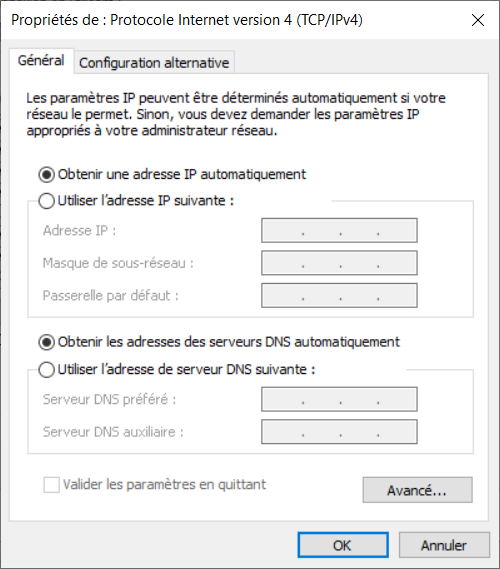 Propriétés de : Protocole Internet version 4 (TCP/IPv4)
Général
Configuration alternative
Les paramètres IP peuvent être déterminés automatiquement si votre
réseau le permet. Sinon, vous devez demander les paramètres IP
appropriés à votre administrateur réseau.
Obtenir une adresse IP automatiquement
Utiliser l'adresse IP suivante :
Adresse IP :
Masque de sous-réseau :
Passerelle par défaut :
Obtenir les adresses des serveurs DNS automatiquement
Utiliser l'adresse de serveur DNS suivante :
Serveur DNS préféré :
Serveur DNS auxiliaire :
Valider les paramètres en quittant
Avancé...
OK
Annuler